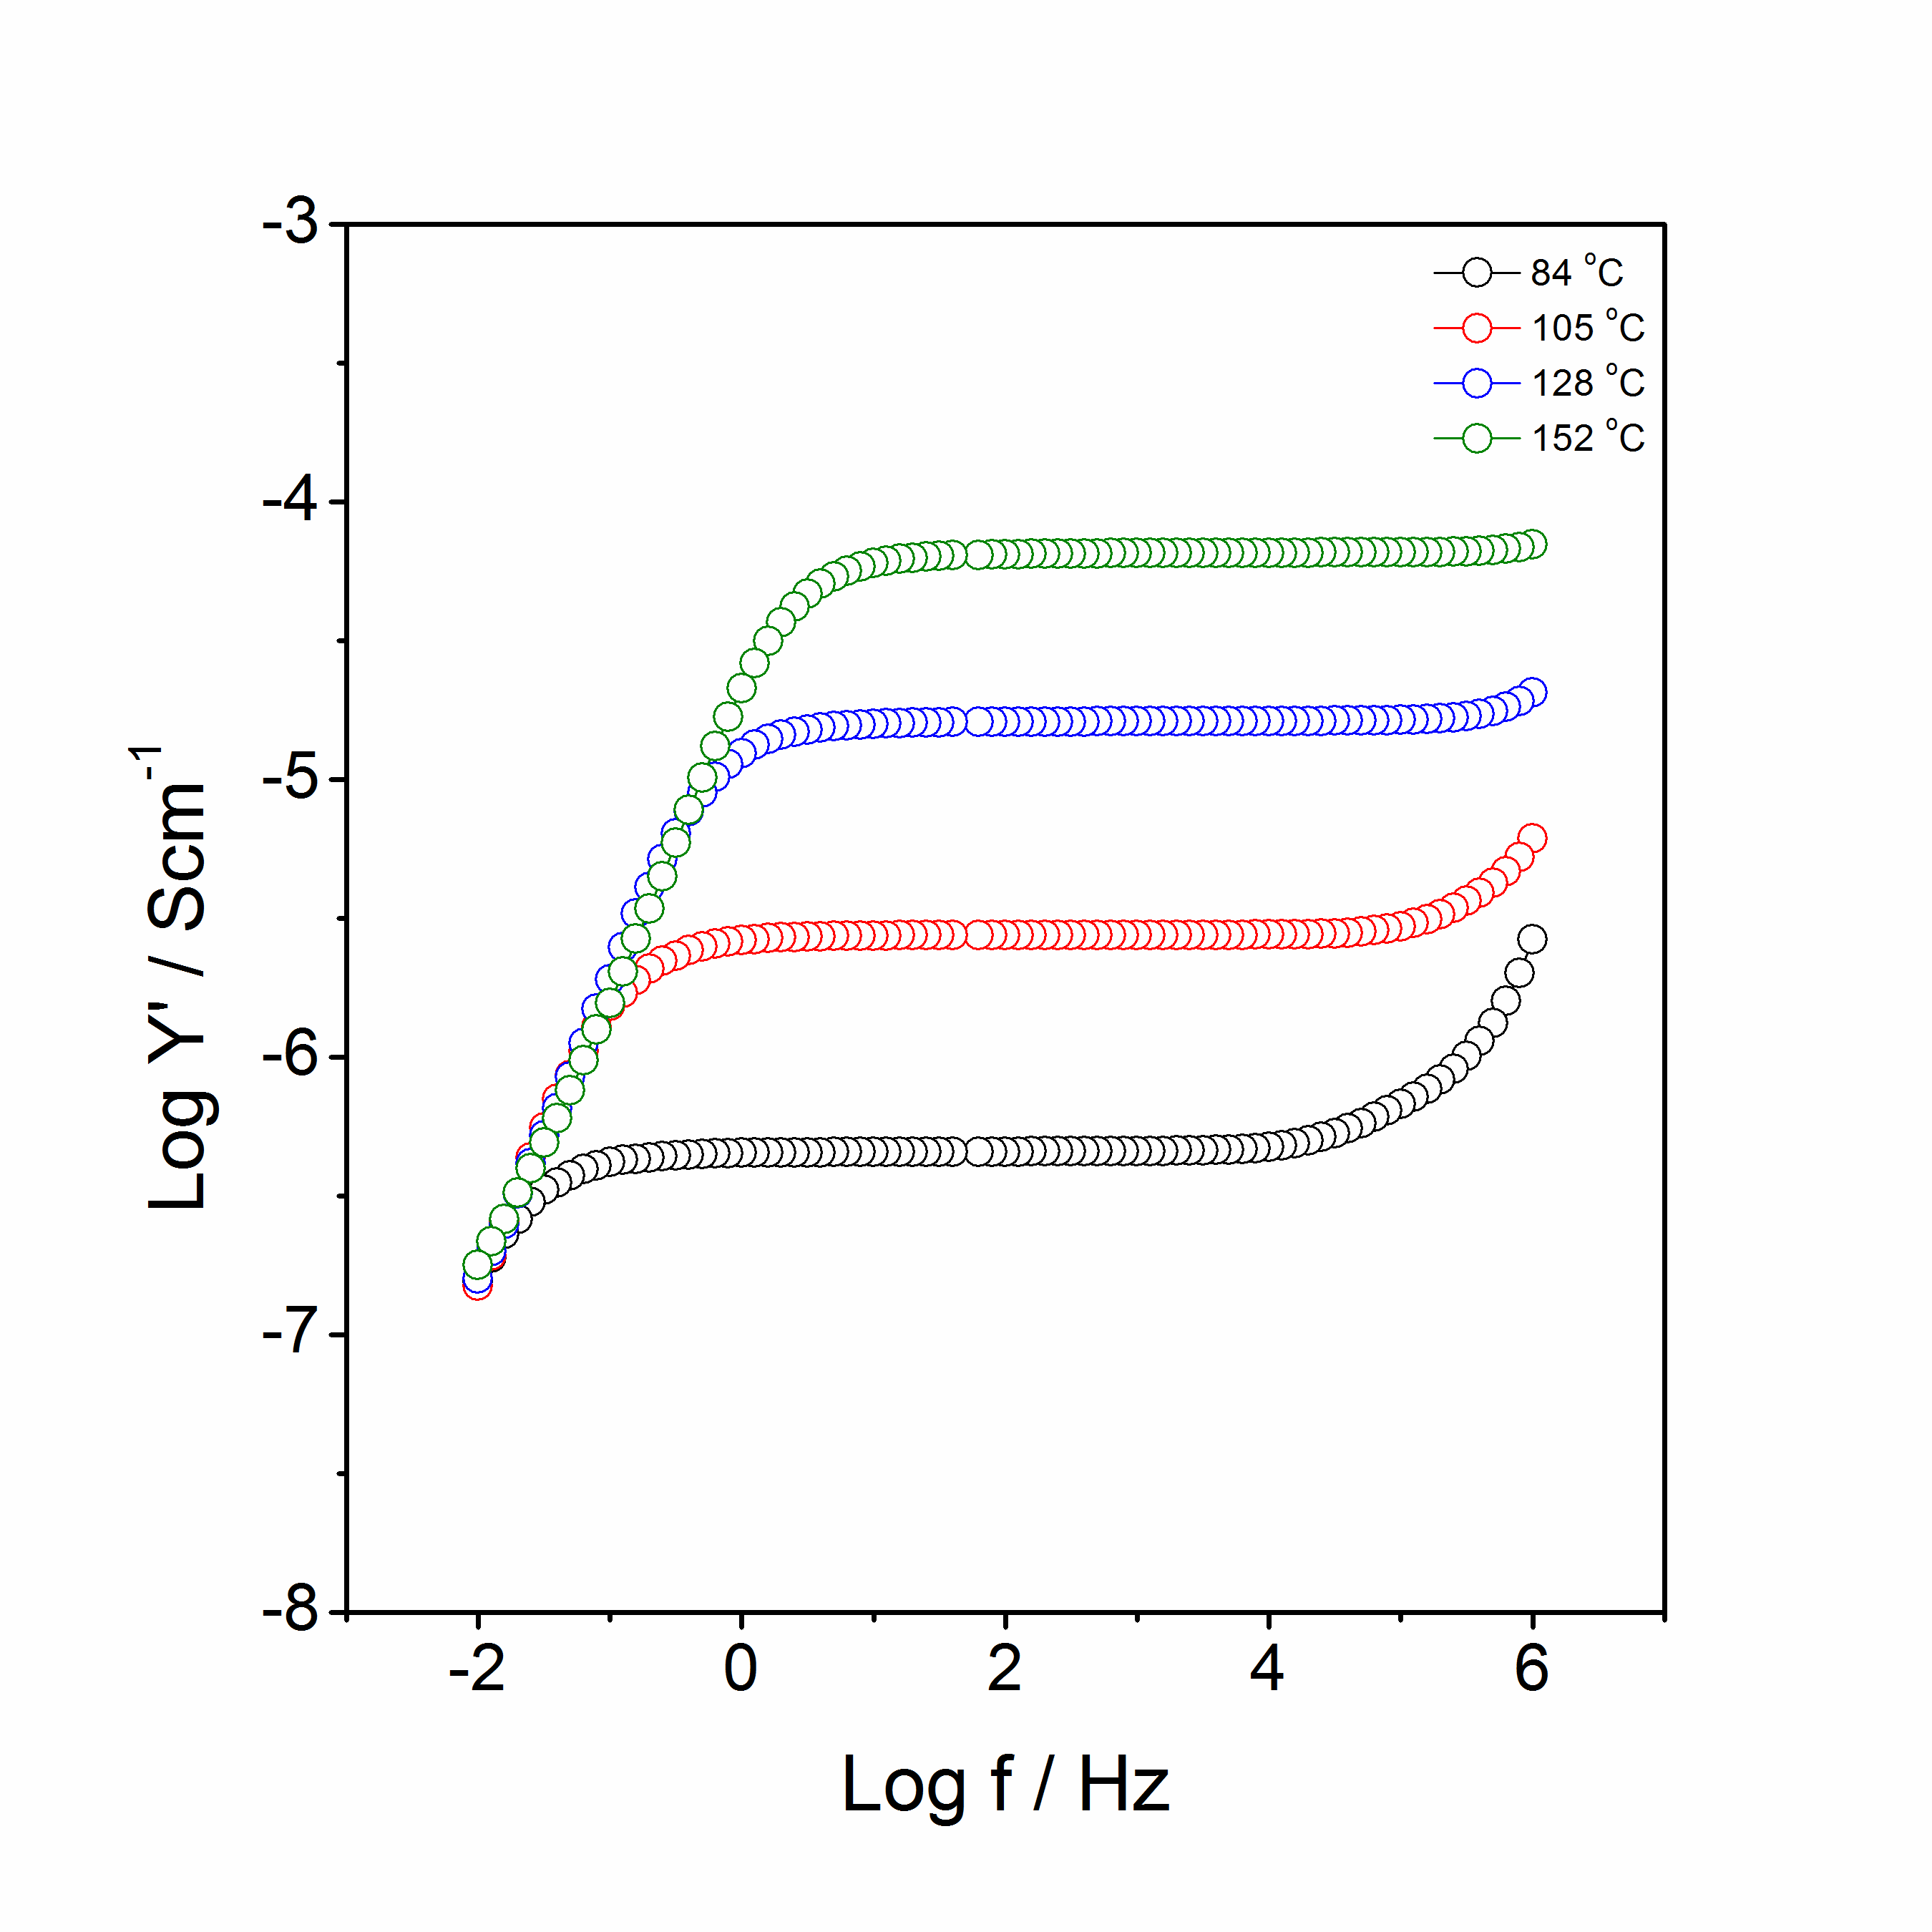 -3
-4
-5
-6
-7
-8
-2 0 2 4 6
Log Y' / Scm⁻¹
Log f / Hz
84 °C
105 °C
128 °C
152 °C